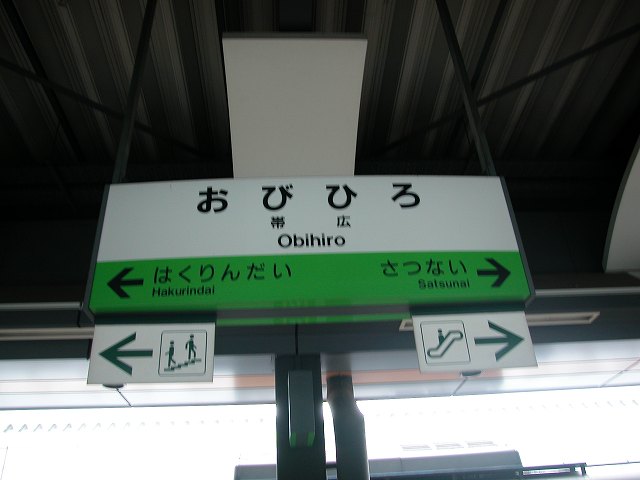 おびひろ
帯広
Obihiro
はくりんだい さつない
Hakurindai Satsunai